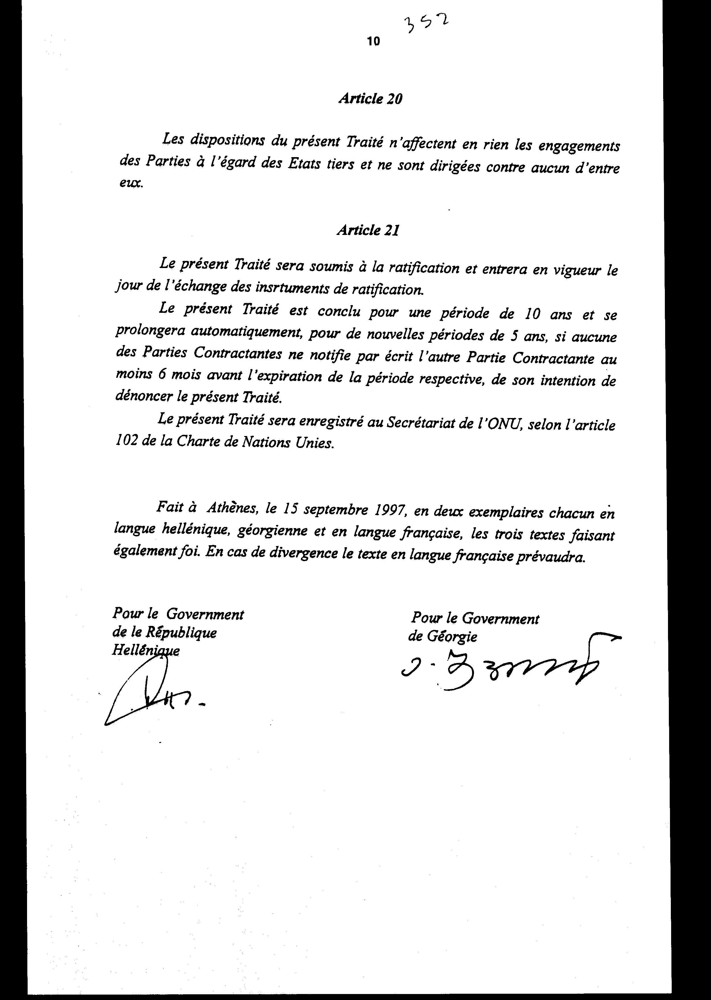 352
10
Article 20
Les dispositions du présent Traité n'affectent en rien les engagements
des Parties à l'égard des Etats tiers et ne sont dirigées contre aucun d'entre
eux.
Article 21
Le présent Traité sera soumis à la ratification et entrera en vigueur le
jour de l'échange des insrtuments de ratification.
Le présent Traité est conclu pour une période de 10 ans et se
prolongera automatiquement, pour de nouvelles périodes de 5 ans, si aucune
des Parties Contractantes ne notifie par écrit l'autre Partie Contractante au
moins 6 mois avant l'expiration de la période respective, de son intention de
dénoncer le présent Traité.
Le présent Traité sera enregistré au Secrétariat de l'ONU, selon l'article
102 de la Charte de Nations Unies.
Fait à Athènes, le 15 septembre 1997, en deux exemplaires chacun en
langue hellénique, géorgienne et en langue française, les trois textes faisant
également foi. En cas de divergence le texte en langue française prévaudra.
Pour le Government
de le République
Hellénique
Pour le Government
de Géorgie